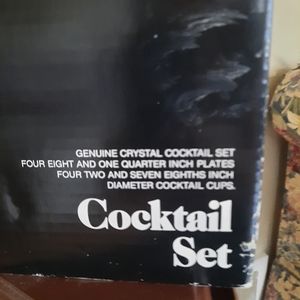 GENUINE CRYSTAL COCKTAIL SET
FOUR EIGHT AND ONE QUARTER INCH PLATES
FOUR TWO AND SEVEN EIGHTHS INCH
DIAMETER COCKTAIL CUPS.
Cocktail
Set